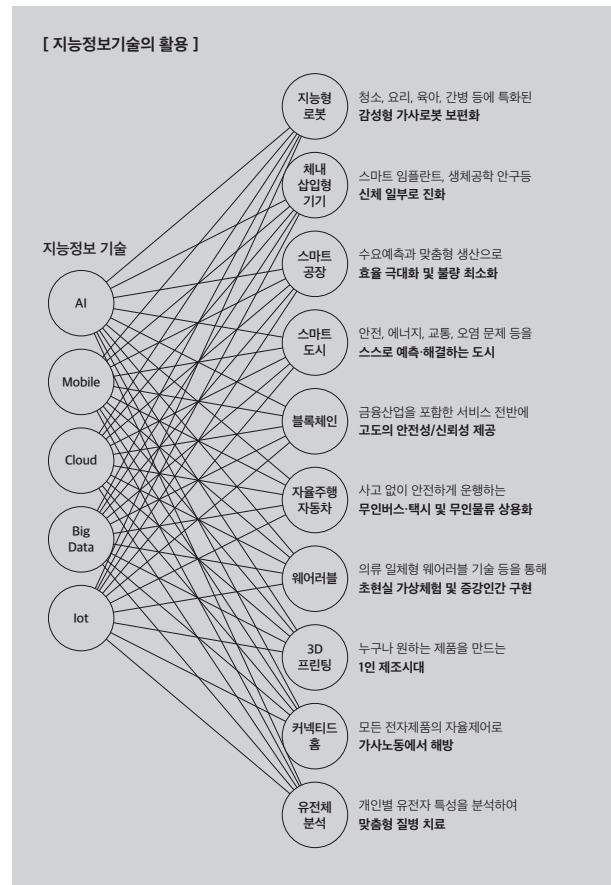 [ 지능정보기술의 활용 ]
지능정보 기술
AI
Mobile
Cloud
Big
Data
Iot
지능형
로봇
청소, 요리, 육아, 간병 등에 특화된
감성형 가사로봇 보편화
체내
삽입형
기기
스마트 임플란트, 생체공학 안구등
신체 일부로 진화
스마트
공장
수요예측과 맞춤형 생산으로
효율 극대화 및 불량 최소화
스마트
도시
안전, 에너지, 교통, 오염 문제 등을
스스로 예측·해결하는 도시
블록체인
금융산업을 포함한 서비스 전반에
고도의 안전성/신뢰성 제공
자율주행
자동차
사고 없이 안전하게 운행하는
무인버스·택시 및 무인물류 상용화
웨어러블
의류 일체형 웨어러블 기술 등을 통해
초현실 가상체험 및 증강인간 구현
3D
프린팅
누구나 원하는 제품을 만드는
1인 제조시대
커넥티드
홈
모든 전자제품의 자율제어로
가사노동에서 해방
유전체
분석
개인별 유전자 특성을 분석하여
맞춤형 질병 치료